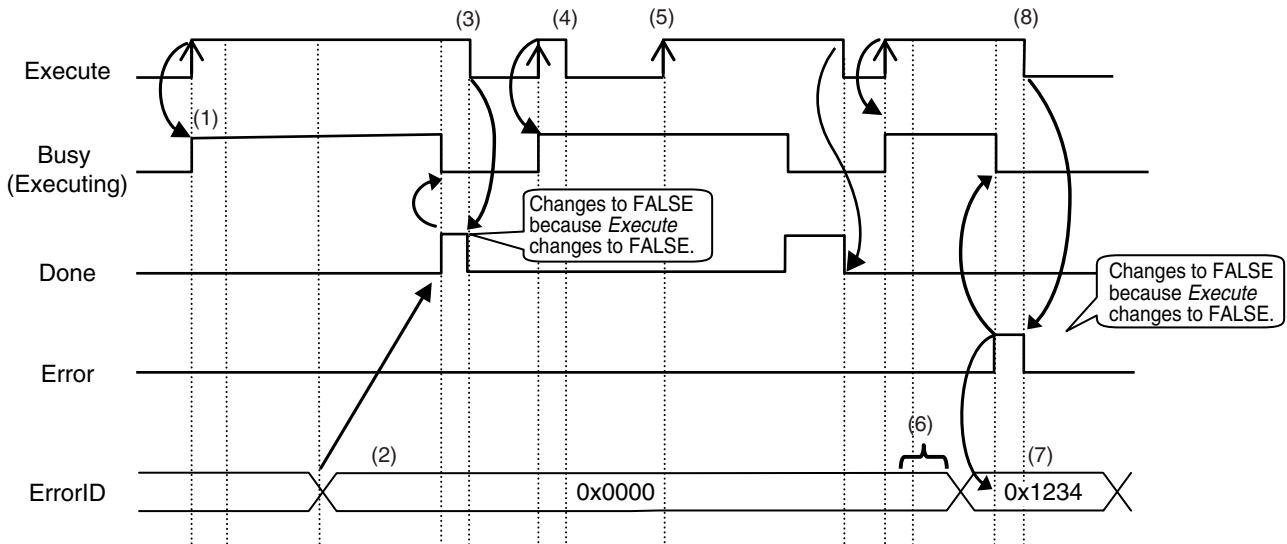 (3)
(4)
(5)
(8)
Execute
(1)
Busy
(Executing)
Changes to FALSE
because Execute
changes to FALSE.
Done
Changes to FALSE
because Execute
changes to FALSE.
Error
(6)
(2)
(7)
ErrorID
0x0000
0x1234